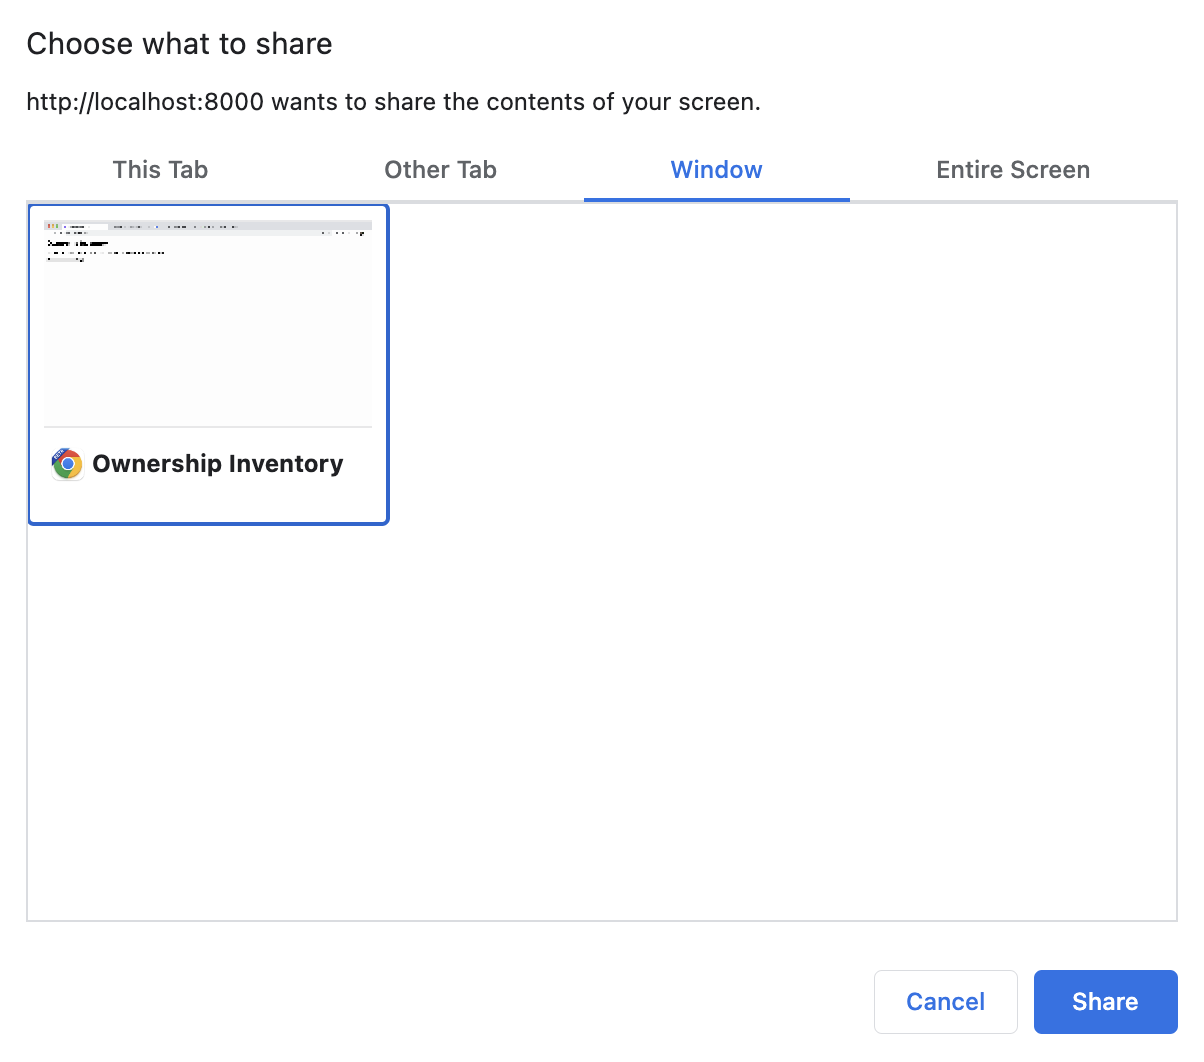 Choose what to share
http://localhost:8000 wants to share the contents of your screen.
This Tab Other Tab Window Entire Screen
Ownership Inventory
Cancel Share